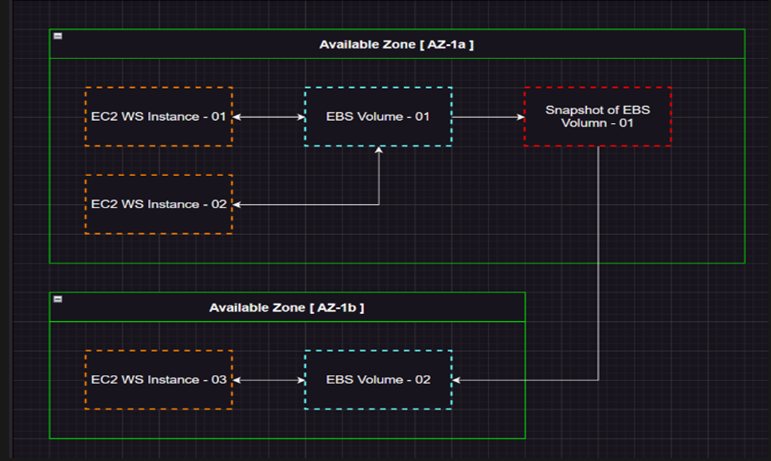 Available Zone [ AZ-1a ]
EC2 WS Instance - 01
EBS Volume - 01
Snapshot of EBS
Volumn - 01
EC2 WS Instance - 02
Available Zone [ AZ-1b ]
EC2 WS Instance - 03
EBS Volume - 02